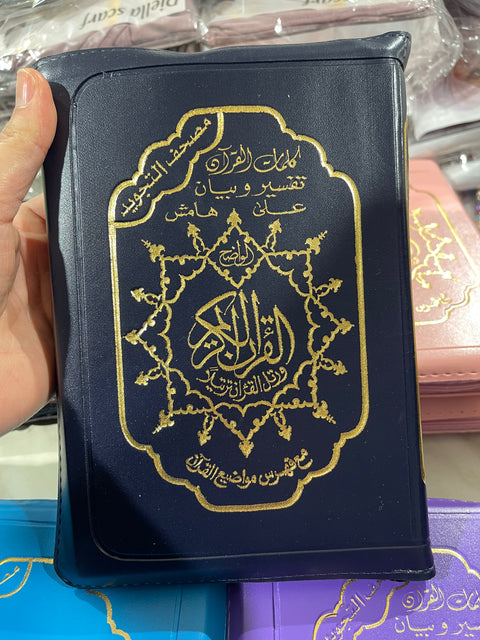 Diella scarf
مصحف التجويد
كلمات القرآن
تفسير وبيان
على هامش
الواضح
القرآن الكريم
ورتل القرآن ترتيلا
مع فهرس مواضيع القرآن
كلمات القرآن
تفسير وبيان